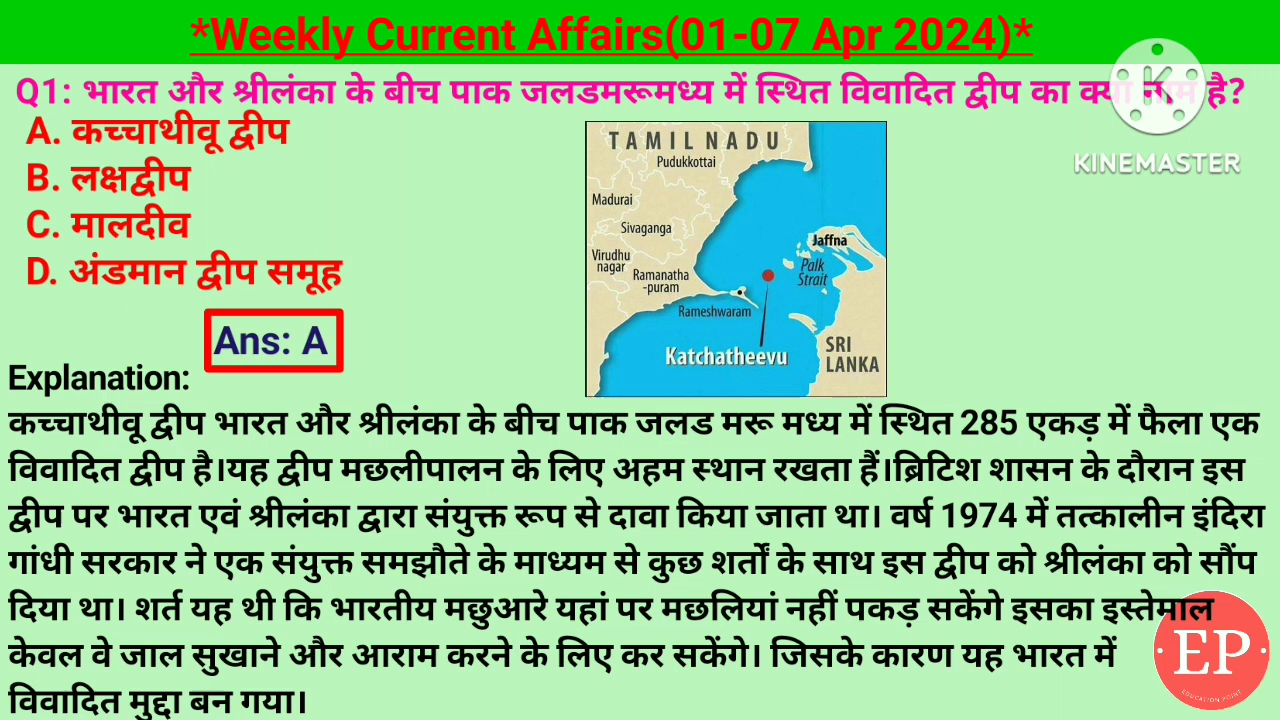 *Weekly Current Affairs(01-07 Apr 2024)*
Q1: भारत और श्रीलंका के बीच पाक जलडमरूमध्य में स्थित विवादित द्वीप का क्या नाम है?
A. कच्चाथीवू द्वीप
B. लक्षद्वीप
C. मालदीव
D. अंडमान द्वीप समूह
Ans: A
K
KINEMASTER
TAMIL NADU
Pudukkottai
Madurai
Sivaganga
Virudhu
nagar
Ramanatha
-puram
Rameshwaram
Jaffna
Palk
Strait
Katchatheevu
SRI
LANKA
Explanation:
कच्चाथीवू द्वीप भारत और श्रीलंका के बीच पाक जलड मरू मध्य में स्थित 285 एकड़ में फैला एक
विवादित द्वीप है।यह द्वीप मछलीपालन के लिए अहम स्थान रखता हैं।ब्रिटिश शासन के दौरान इस
द्वीप पर भारत एवं श्रीलंका द्वारा संयुक्त रूप से दावा किया जाता था। वर्ष 1974 में तत्कालीन इंदिरा
गांधी सरकार ने एक संयुक्त समझौते के माध्यम से कुछ शर्तों के साथ इस द्वीप को श्रीलंका को सौंप
दिया था। शर्त यह थी कि भारतीय मछुआरे यहां पर मछलियां नहीं पकड़ सकेंगे इसका इस्तेमाल
केवल वे जाल सुखाने और आराम करने के लिए कर सकेंगे। जिसके कारण यह भारत में
विवादित मुद्दा बन गया।
EP
EDUCATION POINT